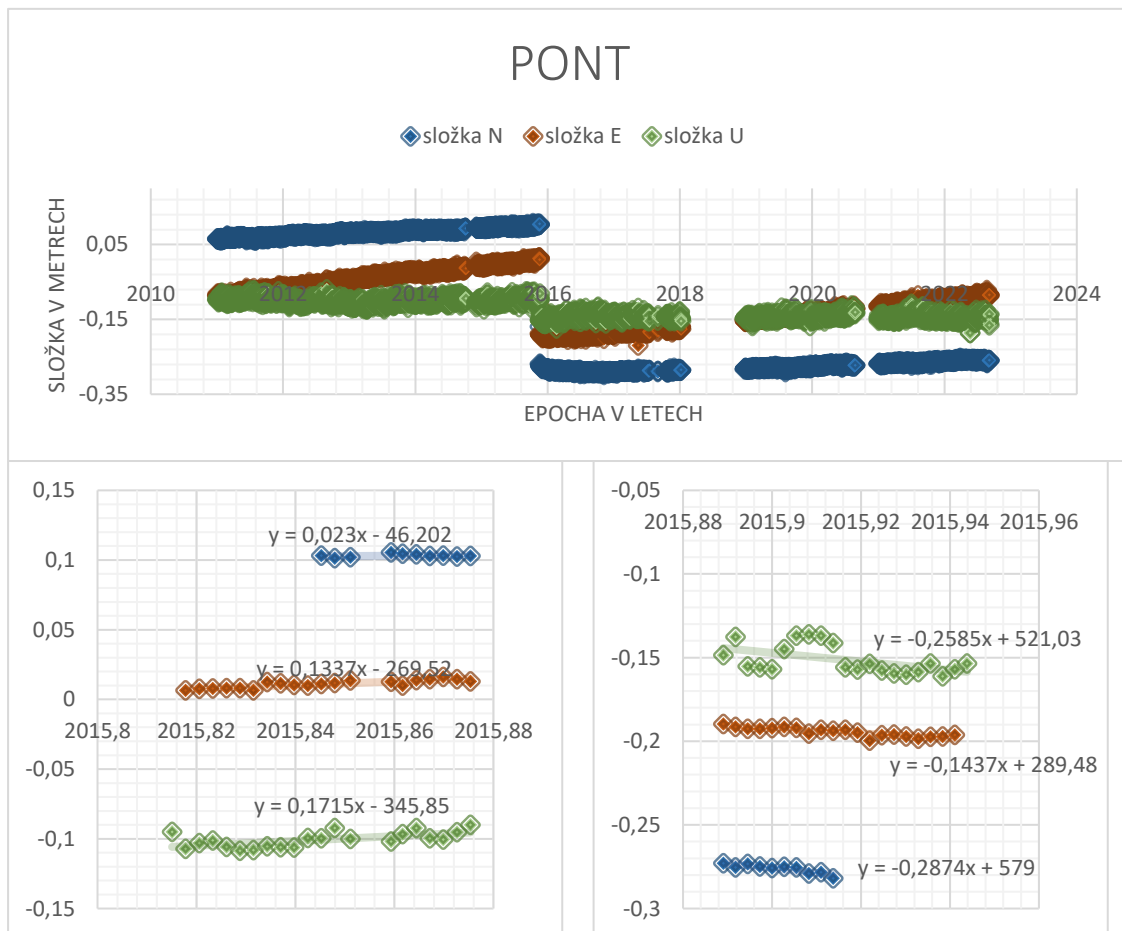 PONT
složka N složka E složka U
SLOŽKA V METRECH
0,05
-0,15
-0,35
2010 2012 2014 2016 2018 2020 2022 2024
EPOCHA V LETECH
0,15
0,1
0,05
0
-0,05
-0,1
-0,15
2015,8 2015,82 2015,84 2015,86 2015,88
y = 0,023x - 46,202
y = 0,1337x - 269,52
y = 0,1715x - 345,85
-0,05
-0,1
-0,15
-0,2
-0,25
-0,3
2015,88 2015,9 2015,92 2015,94 2015,96
y = -0,2585x + 521,03
y = -0,1437x + 289,48
y = -0,2874x + 579